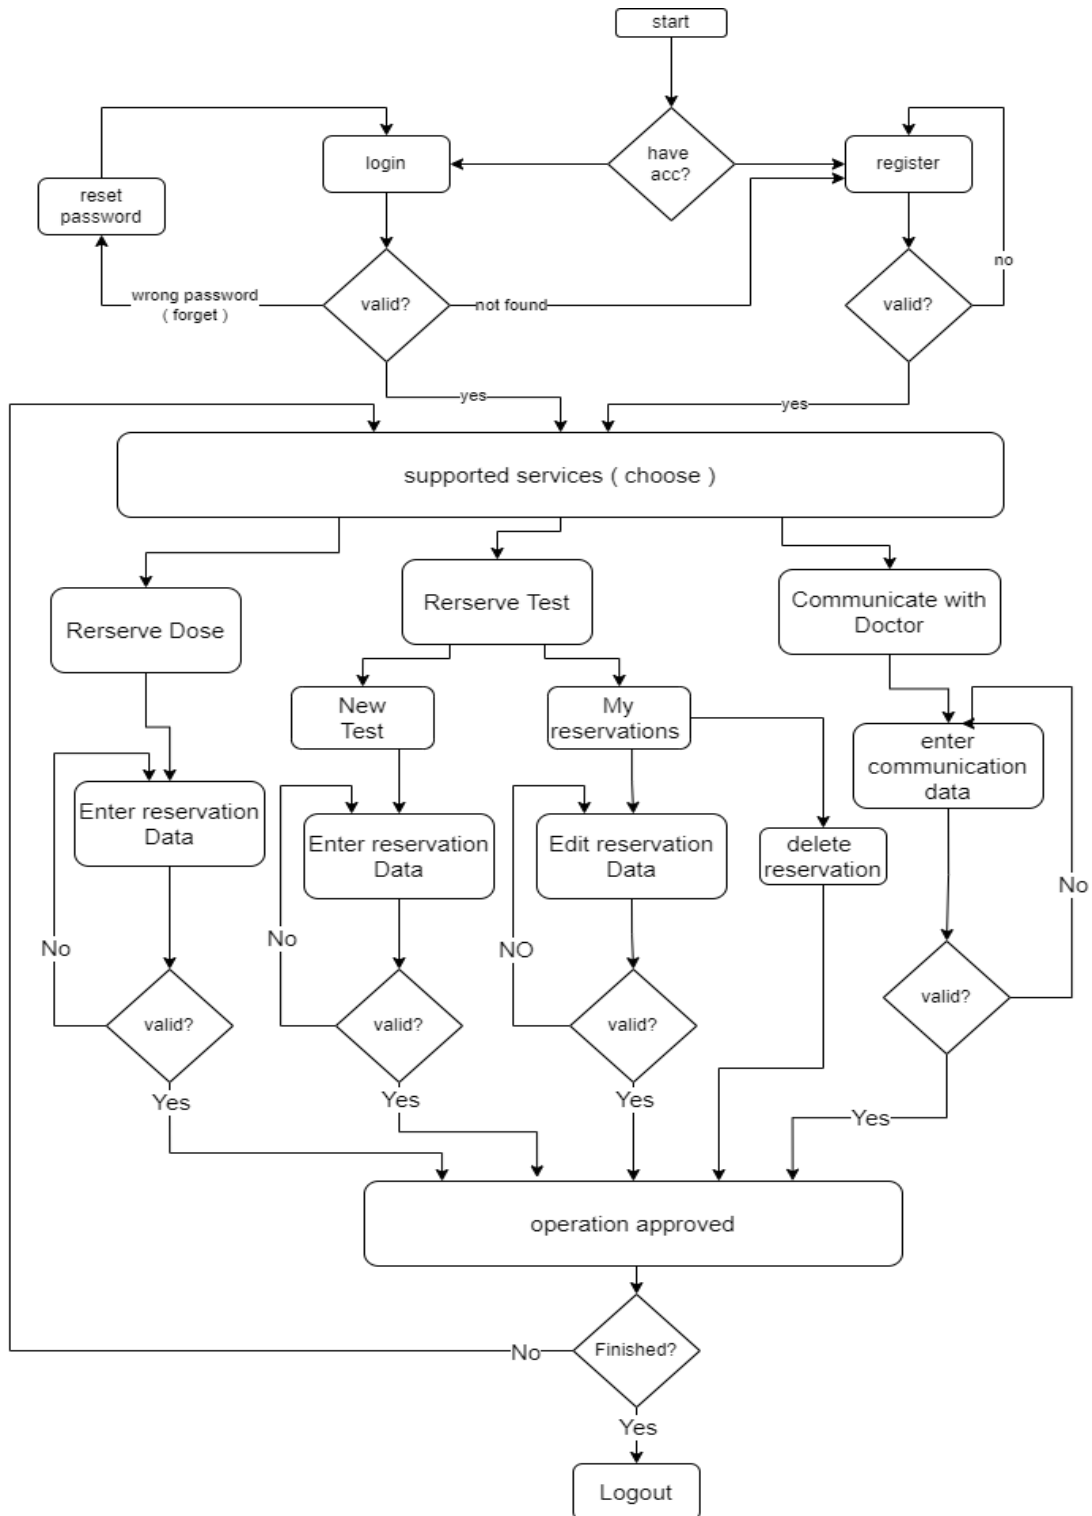 start
have
acc?
login
register
reset
password
no
wrong password
( forget )
valid?
not found
valid?
yes
yes
supported services ( choose )
Rerserve Dose
Rerserve Test
Communicate with
Doctor
New
Test
My
reservations
enter
communication
data
Enter reservation
Data
Enter reservation
Data
Edit reservation
Data
delete
reservation
No
No
No
NO
valid?
valid?
valid?
valid?
Yes
Yes
Yes
Yes
operation approved
Finished?
No
Yes
Logout